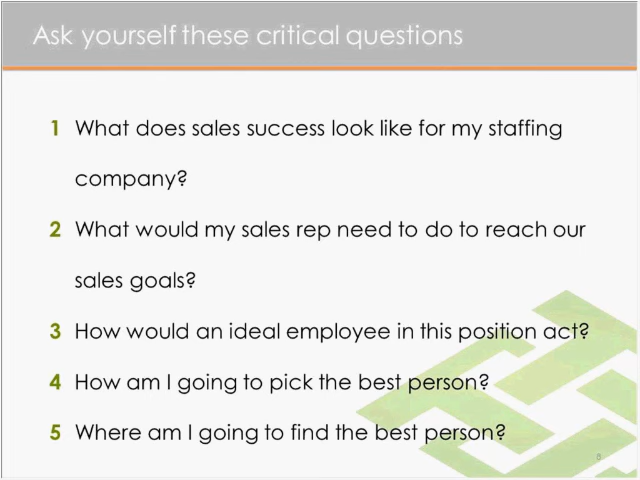 Ask yourself these critical questions
1 What does sales success look like for my staffing
company?
2 What would my sales rep need to do to reach our
sales goals?
3 How would an ideal employee in this position act?
4 How am I going to pick the best person?
5 Where am I going to find the best person?